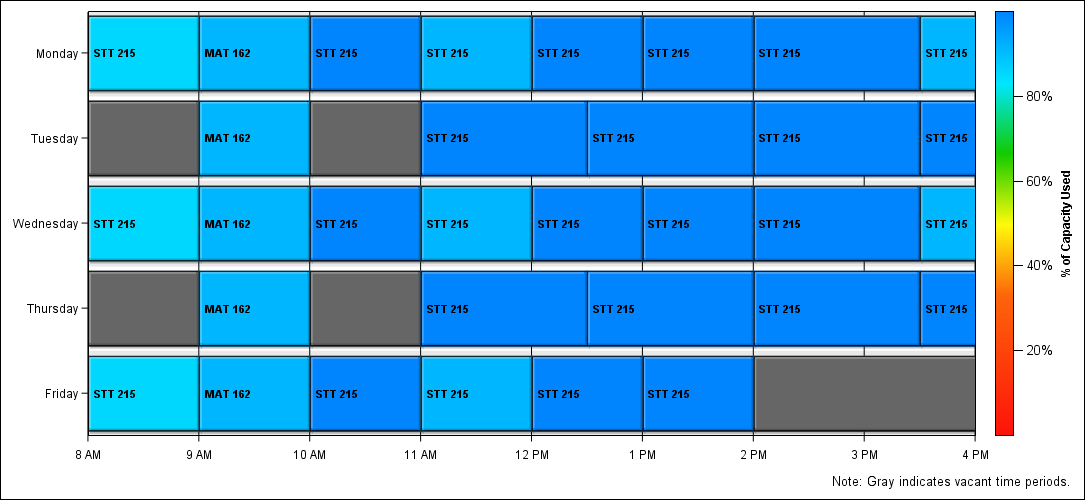 Monday STT 215 MAT 162 STT 215 STT 215 STT 215 STT 215 STT 215 STT 215
80%
Tuesday MAT 162 STT 215 STT 215 STT 215 STT 215
60%
Wednesday STT 215 MAT 162 STT 215 STT 215 STT 215 STT 215 STT 215 STT 215
% of Capacity Used
40%
Thursday MAT 162 STT 215 STT 215 STT 215 STT 215
20%
Friday STT 215 MAT 162 STT 215 STT 215 STT 215 STT 215
8 AM 9 AM 10 AM 11 AM 12 PM 1 PM 2 PM 3 PM 4 PM
Note: Gray indicates vacant time periods.